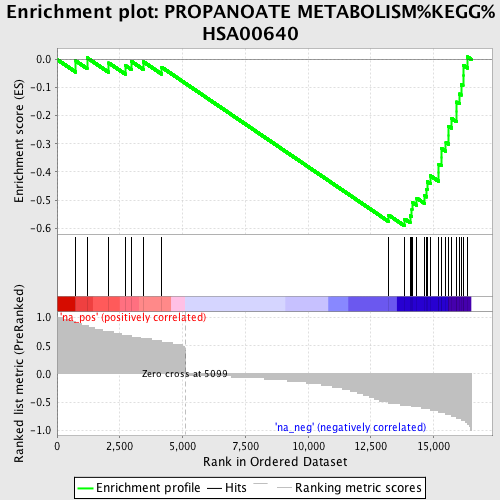 Enrichment plot: PROPANOATE METABOLISM%KEGG%
HSA00640
Enrichment score (ES)
0.0
-0.1
-0.2
-0.3
-0.4
-0.5
-0.6
Ranked list metric (PreRanked)
1.0
0.5
0.0
-0.5
-1.0
'na_pos' (positively correlated)
Zero cross at 5099
'na_neg' (negatively correlated)
0
2,500
5,000
7,500
10,000
12,500
15,000
Rank in Ordered Dataset
Enrichment profile
Hits
Ranking metric scores